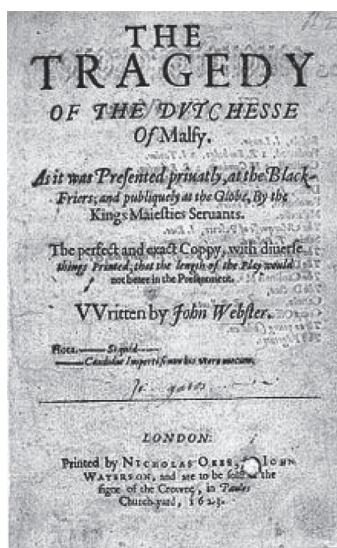 THE
TRAGEDY
OF THE DVTCHESSE
Of Malfy.
As it was Presented priuatly, at the Black-
Friers; and publiquely at the Globe, By the
Kings Maiesties Seruants.
The perfect and exact Coppy, with diuerse
things Printed, that the length of the Play would
not beare in the Presentment.
VVritten by John Webster.
Hora.——Si quid——
——Candidus Imperti si non his vtere mecum.
LONDON:
Printed by NICHOLAS OKES, IOHN
WATERSON, and are to be sold at the
signe of the Crowne, in Paules
Church-yard, 1623.